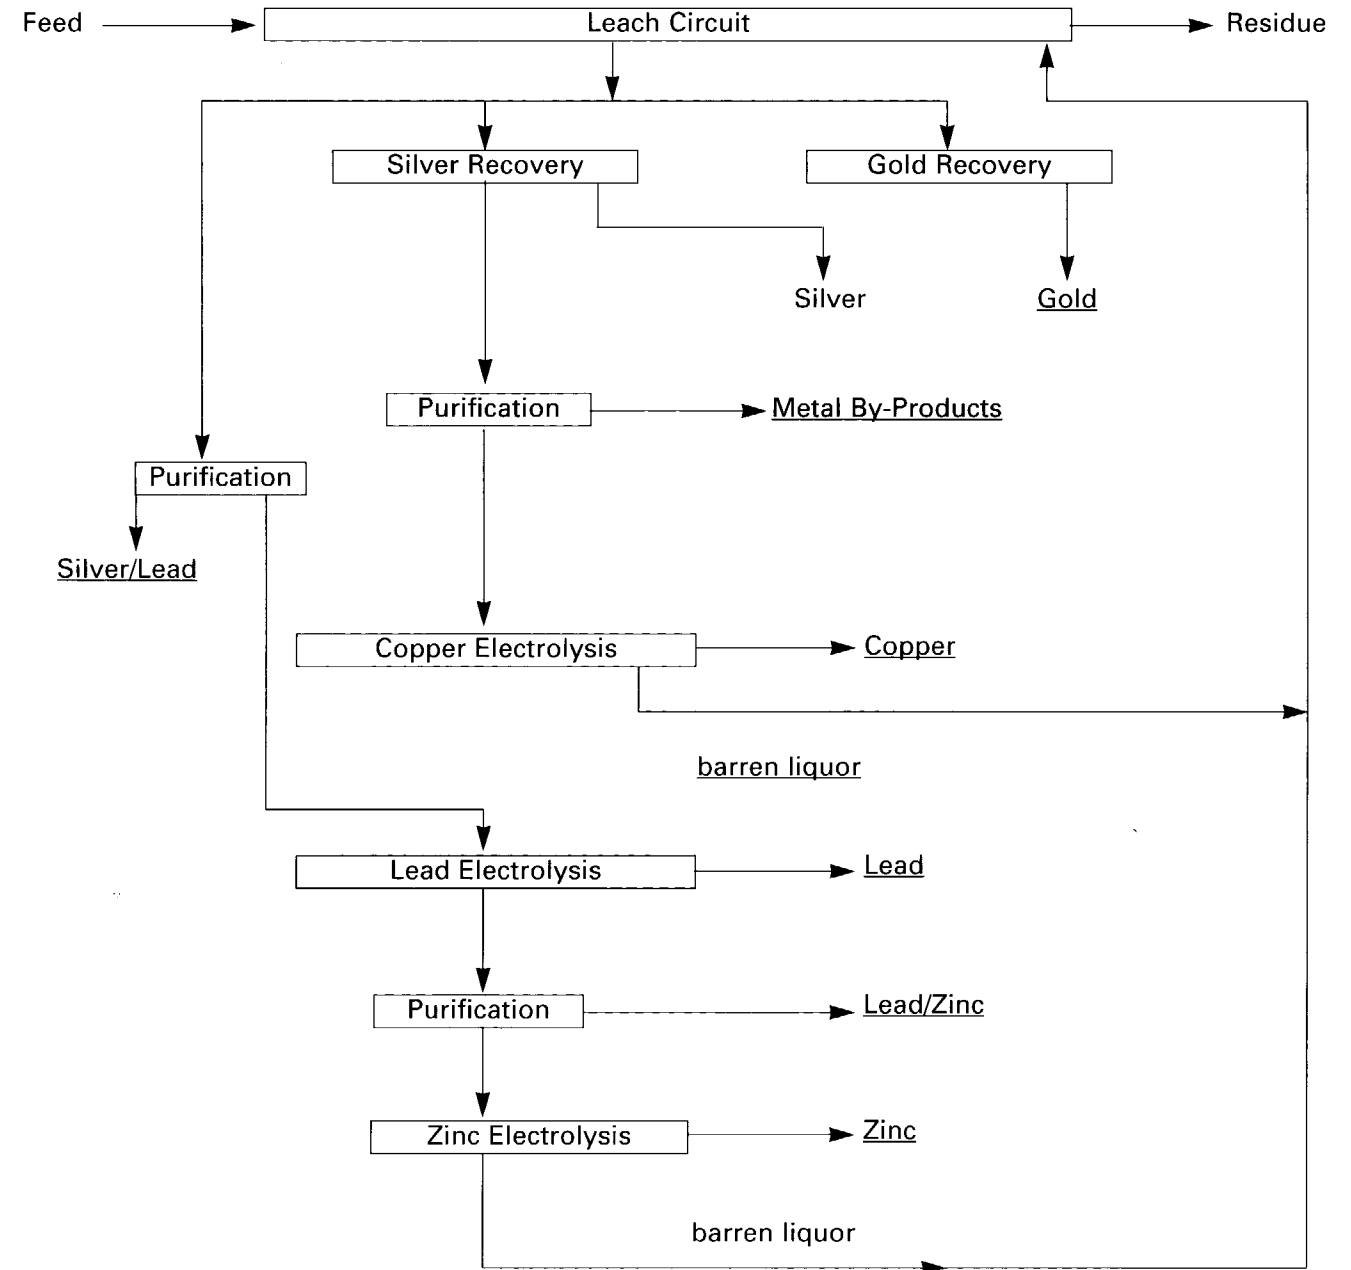 Feed
Leach Circuit
Residue
Silver Recovery
Gold Recovery
Silver
Gold
Purification
Metal By-Products
Purification
Silver/Lead
Copper Electrolysis
Copper
barren liquor
Lead Electrolysis
Lead
Purification
Lead/Zinc
Zinc Electrolysis
Zinc
barren liquor